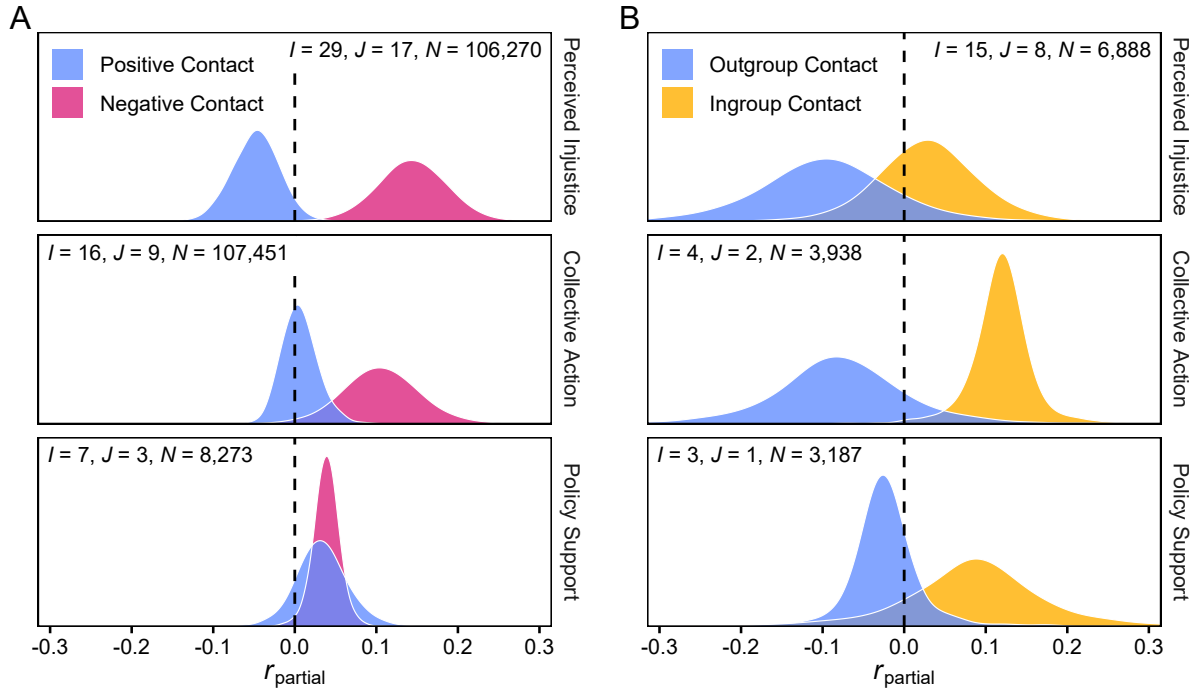 A
I = 29, J = 17, N = 106,270
Positive Contact
Negative Contact
Perceived Injustice
I = 16, J = 9, N = 107,451
Collective Action
I = 7, J = 3, N = 8,273
Policy Support
-0.3 -0.2 -0.1 0.0 0.1 0.2 0.3
r partial
B
I = 15, J = 8, N = 6,888
Outgroup Contact
Ingroup Contact
Perceived Injustice
I = 4, J = 2, N = 3,938
Collective Action
I = 3, J = 1, N = 3,187
Policy Support
-0.3 -0.2 -0.1 0.0 0.1 0.2 0.3
r partial